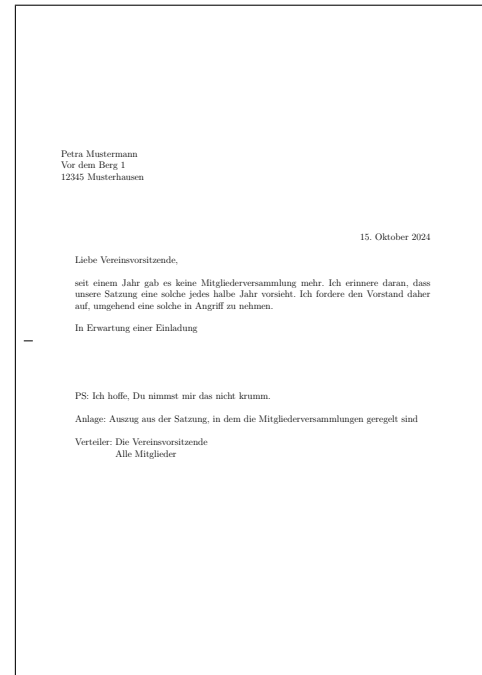 Petra Mustermann
Vor dem Berg 1
12345 Musterhausen
15. Oktober 2024
Liebe Vereinsvorsitzende,
seit einem Jahr gab es keine Mitgliederversammlung mehr. Ich erinnere daran, dass
unsere Satzung eine solche jedes halbe Jahr vorsieht. Ich fordere den Vorstand daher
auf, umgehend eine solche in Angriff zu nehmen.
In Erwartung einer Einladung
PS: Ich hoffe, Du nimmst mir das nicht krumm.
Anlage: Auszug aus der Satzung, in dem die Mitgliederversammlungen geregelt sind
Verteiler: Die Vereinsvorsitzende
Alle Mitglieder